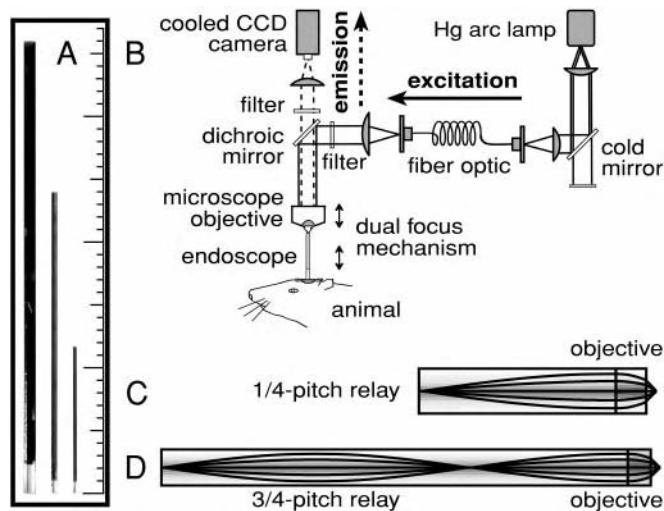 A
B
cooled CCD
camera
emission
Hg arc lamp
excitation
filter
dichroic
mirror
filter
fiber optic
cold
mirror
microscope
objective
dual focus
mechanism
endoscope
animal
objective
C
1/4-pitch relay
D
3/4-pitch relay
objective